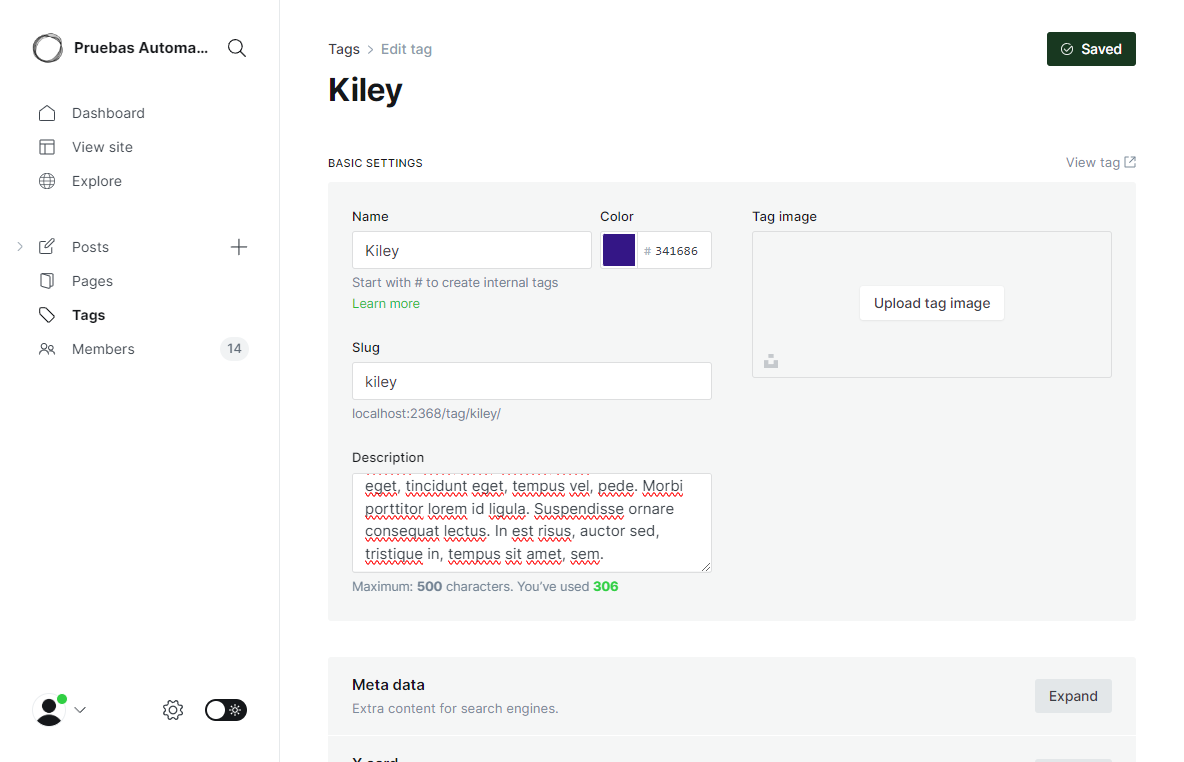 Pruebas Automa...
Dashboard
View site
Explore
Posts
Pages
Tags
Members 14
Tags > Edit tag
Saved
Kiley
BASIC SETTINGS
View tag
Name
Color
Tag image
Kiley
# 341686
Start with # to create internal tags
Learn more
Upload tag image
Slug
kiley
localhost:2368/tag/kiley/
Description
eget, tincidunt eget, tempus vel, pede. Morbi
porttitor lorem id ligula. Suspendisse ornare
consequat lectus. In est risus, auctor sed,
tristique in, tempus sit amet, sem.
Maximum: 500 characters. You’ve used 306
Meta data
Extra content for search engines.
Expand
X card